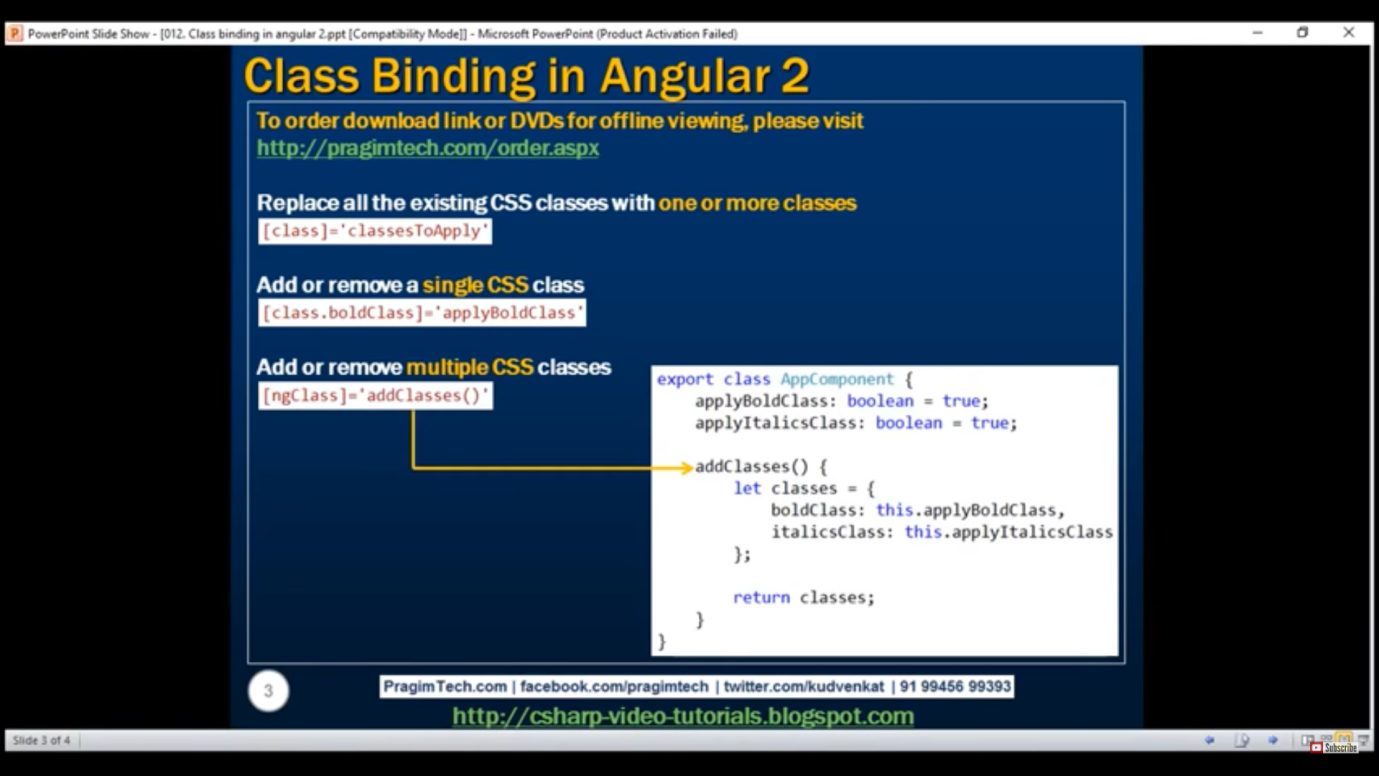 PowerPoint Slide Show - [012. Class binding in angular 2.ppt [Compatibility Mode]] - Microsoft PowerPoint (Product Activation Failed)
Class Binding in Angular 2
To order download link or DVDs for offline viewing, please visit
http://pragimtech.com/order.aspx
Replace all the existing CSS classes with one or more classes
[class]='classesToApply'
Add or remove a single CSS class
[class.boldClass]='applyBoldClass'
Add or remove multiple CSS classes
[ngClass]='addClasses()'
export class AppComponent {
applyBoldClass: boolean = true;
applyItalicsClass: boolean = true;
addClasses() {
let classes = {
boldClass: this.applyBoldClass,
italicsClass: this.applyItalicsClass
};
return classes;
}
}
3
PragimTech.com | facebook.com/pragimtech | twitter.com/kudvenkat | 91 99456 99393
http://csharp-video-tutorials.blogspot.com
Slide 3 of 4
Subscribe